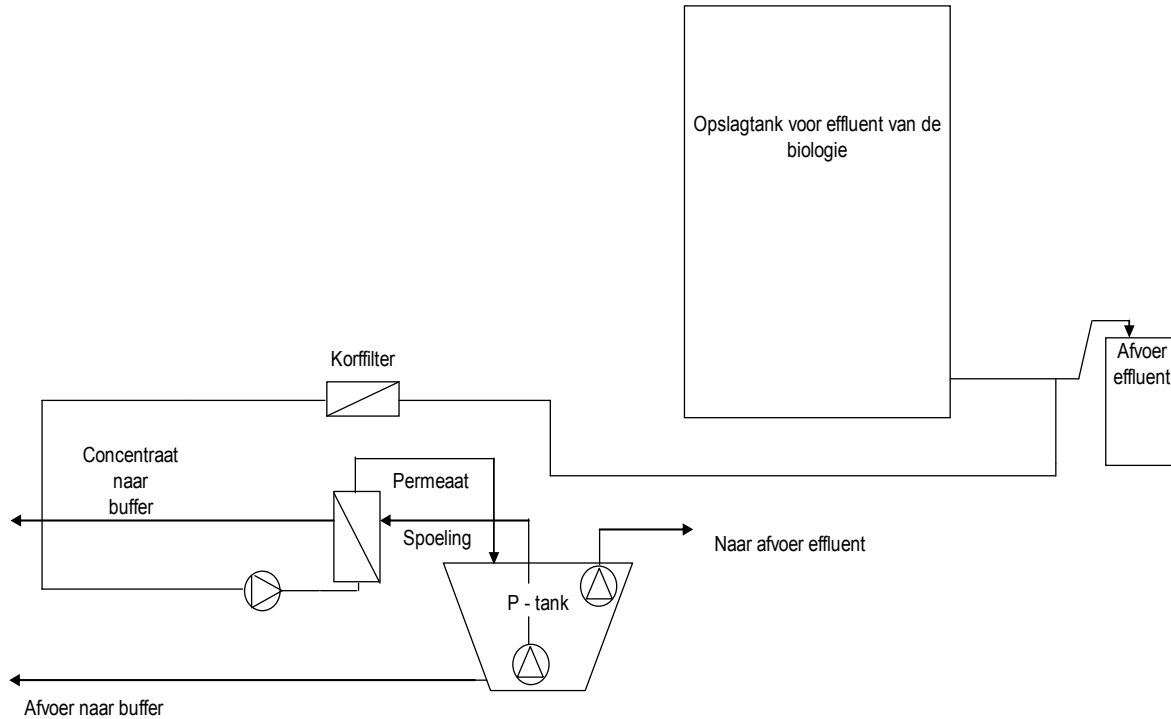 Opslagtank voor effluent van de
biologie
Afvoer
effluent
Korffilter
Concentraat
naar
buffer
Permeaat
Spoeling
Naar afvoer effluent
P - tank
Afvoer naar buffer